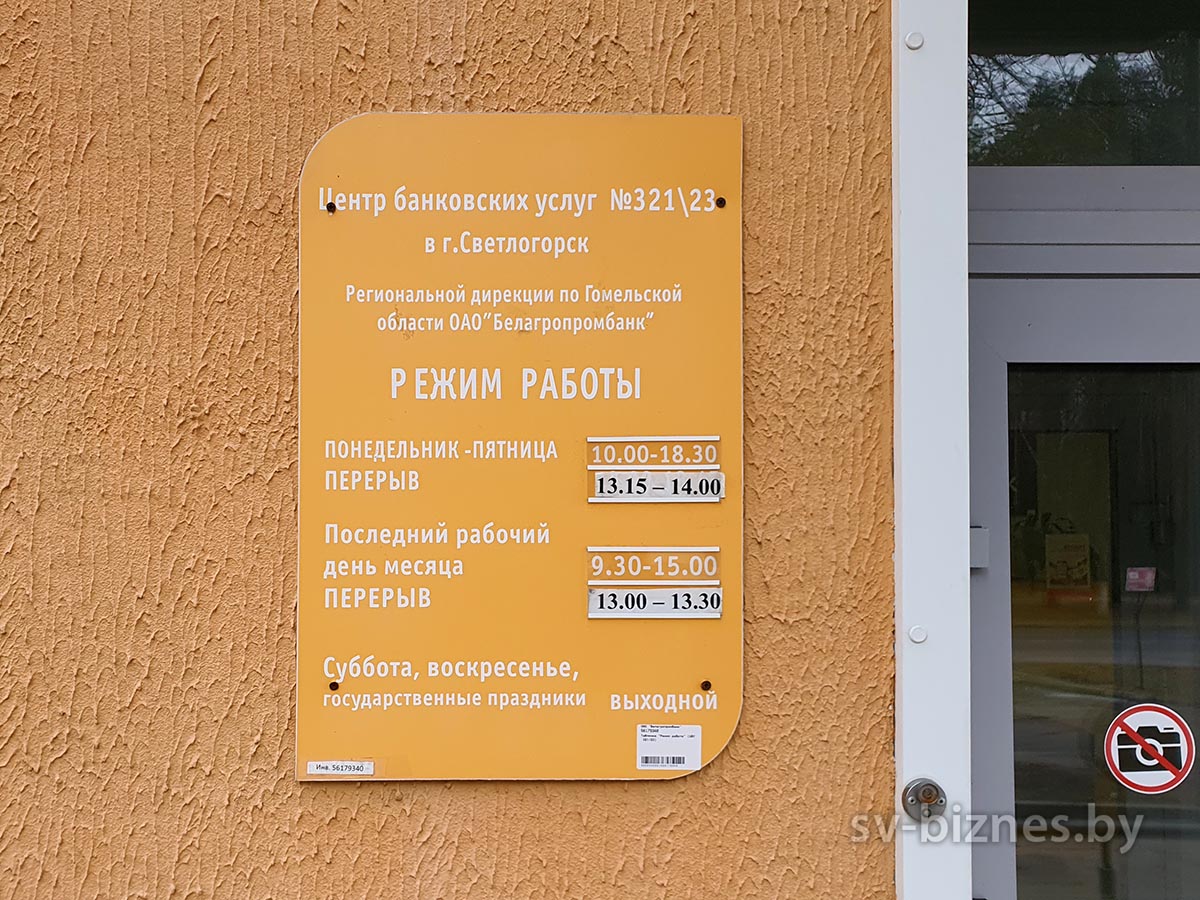 Центр банковских услуг №321\23
в г.Светлогорск
Региональной дирекции по Гомельской
области ОАО"Белагропромбанк"
РЕЖИМ РАБОТЫ
ПОНЕДЕЛЬНИК -ПЯТНИЦА 10.00-18.30
ПЕРЕРЫВ 13.15 – 14.00
Последний рабочий
день месяца 9.30-15.00
ПЕРЕРЫВ 13.00 – 13.30
Суббота, воскресенье,
государственные праздники выходной
Инв. 56179340
56179340
sv-biznes.by